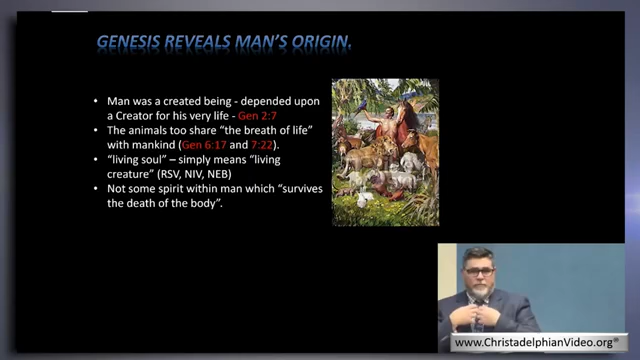 GENESIS REVEALS MAN'S ORIGIN.
• Man was a created being - depended upon
a Creator for his very life - Gen 2:7
• The animals too share "the breath of life"
with mankind (Gen 6:17 and 7:22).
• "living soul" – simply means "living
creature" (RSV, NIV, NEB)
• Not some spirit within man which "survives
the death of the body".
www.ChristadelphianVideo.org®